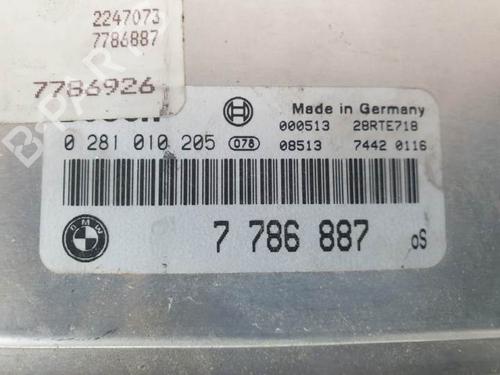 2247073
7786887
7786926
Made in Germany
000513 28RTE718
0 281 010 205 078 08513 7442 0116
BMW
7 786 887 oS